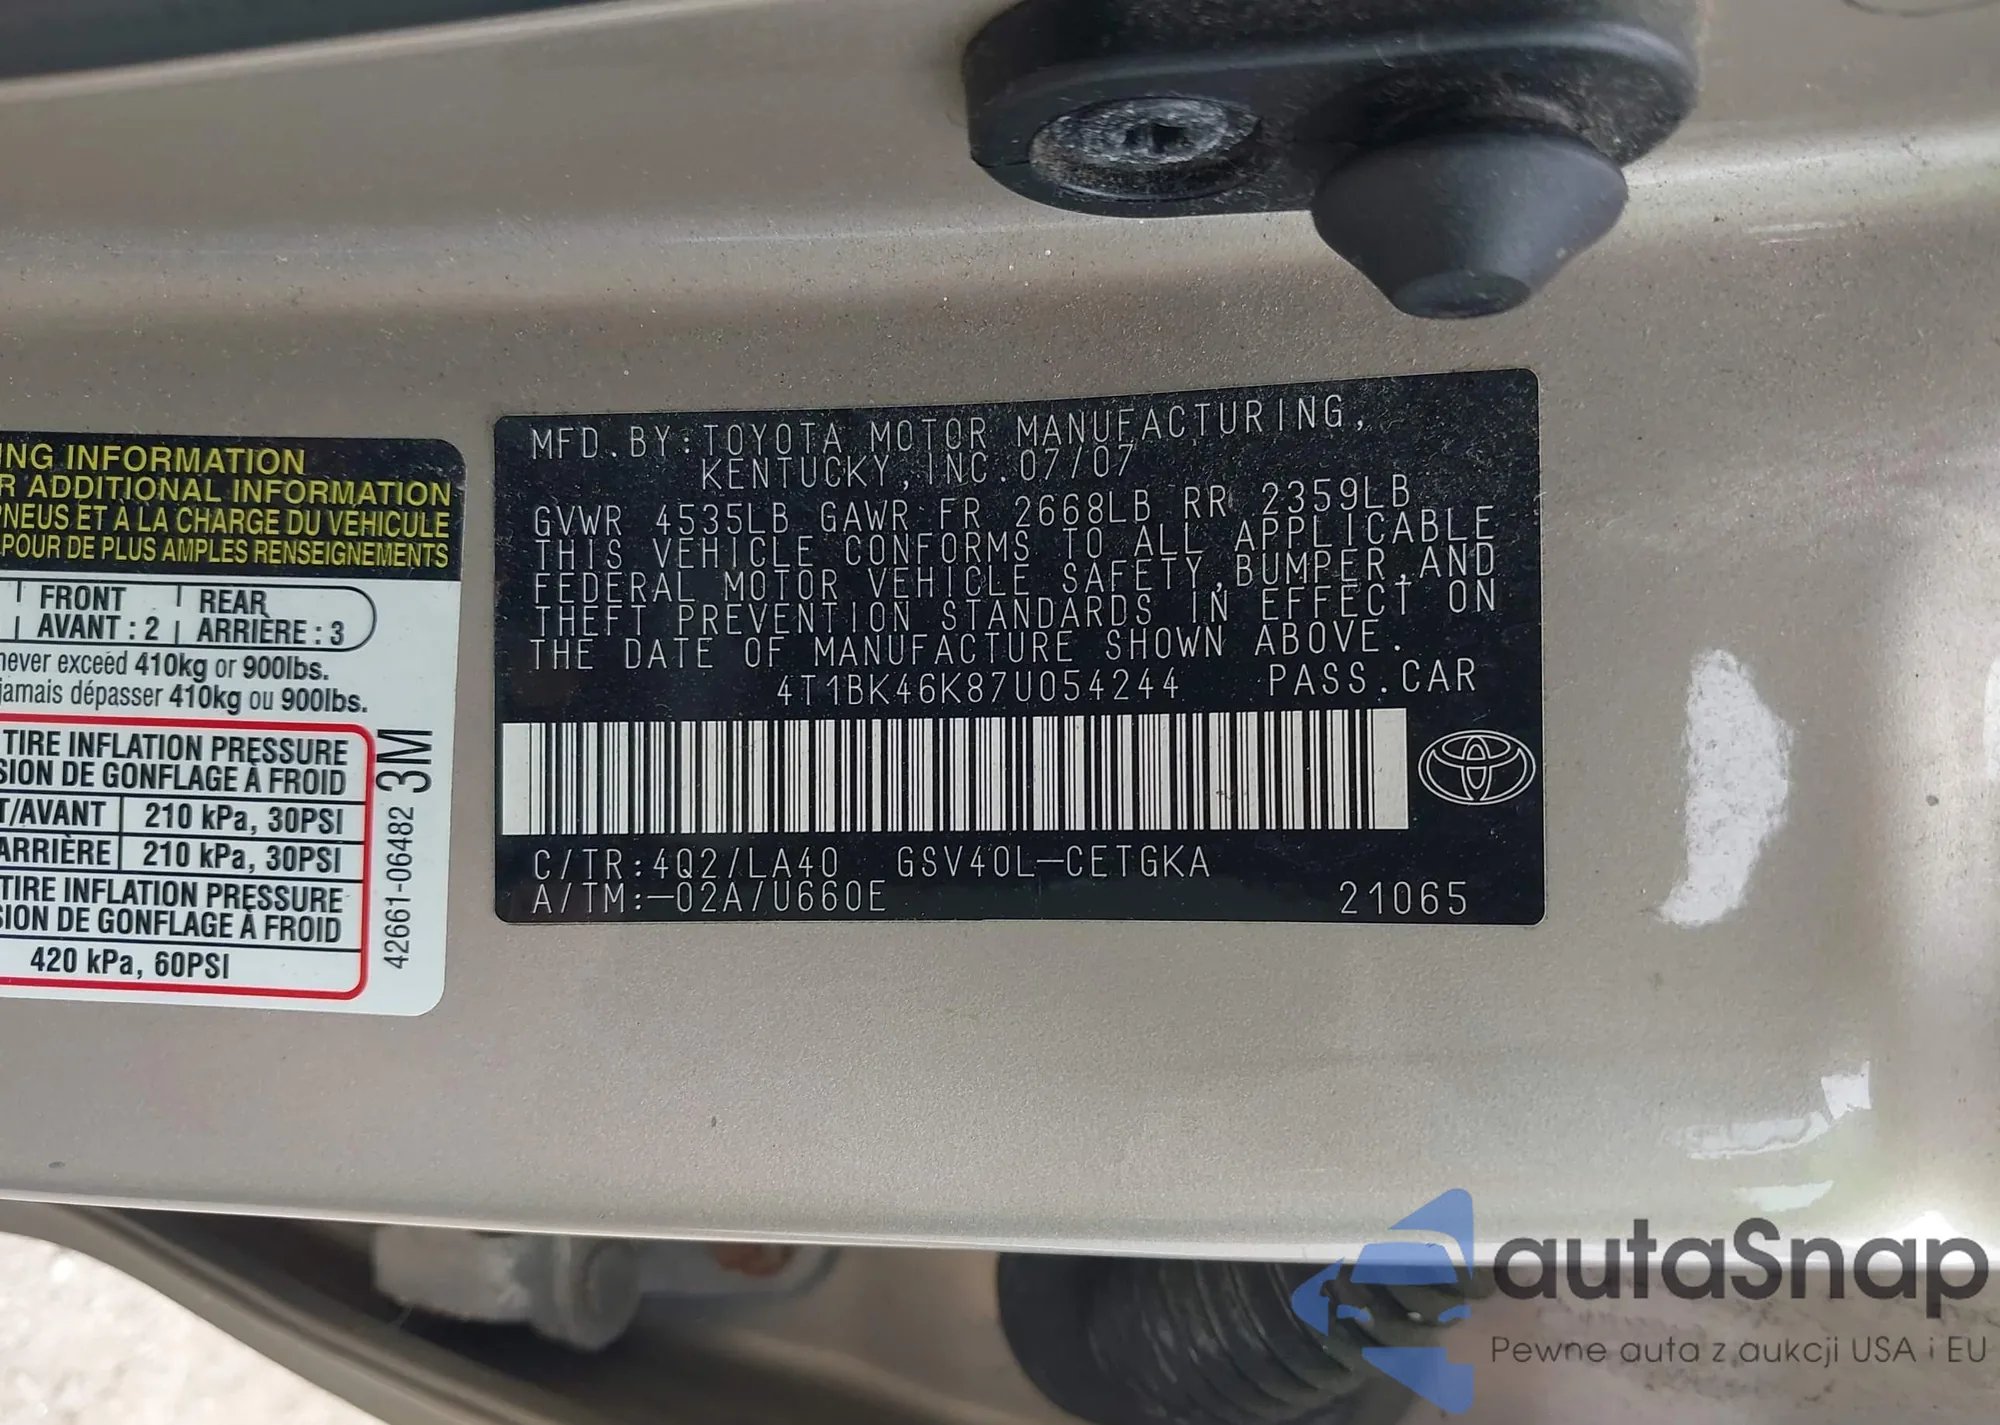 ING INFORMATION
R ADDITIONAL INFORMATION
PNEUS ET À LA CHARGE DU VÉHICULE
POUR DE PLUS AMPLES RENSEIGNEMENTS
FRONT REAR
AVANT : 2 ARRIÈRE : 3
never exceed 410kg or 900lbs.
jamais dépasser 410kg ou 900lbs.
TIRE INFLATION PRESSURE
SION DE GONFLAGE À FROID
T/AVANT 210 kPa, 30PSI
ARRIÈRE 210 kPa, 30PSI
TIRE INFLATION PRESSURE
SION DE GONFLAGE À FROID
420 kPa, 60PSI
42661-06482 3M
MFD. BY: TOYOTA MOTOR MANUFACTURING,
KENTUCKY, INC. 07/07
GVWR 4535LB GAWR FR 2668LB RR 2359LB
THIS VEHICLE CONFORMS TO ALL APPLICABLE
FEDERAL MOTOR VEHICLE SAFETY, BUMPER, AND
THEFT PREVENTION STANDARDS IN EFFECT ON
THE DATE OF MANUFACTURE SHOWN ABOVE.
4T1BK46K87U054244 PASS. CAR
C/TR: 4Q2/LA40 GSV40L-CETGKA
A/TM:-02A/U660E 21065
autaSnap
Pewne auta z aukcji USA i EU